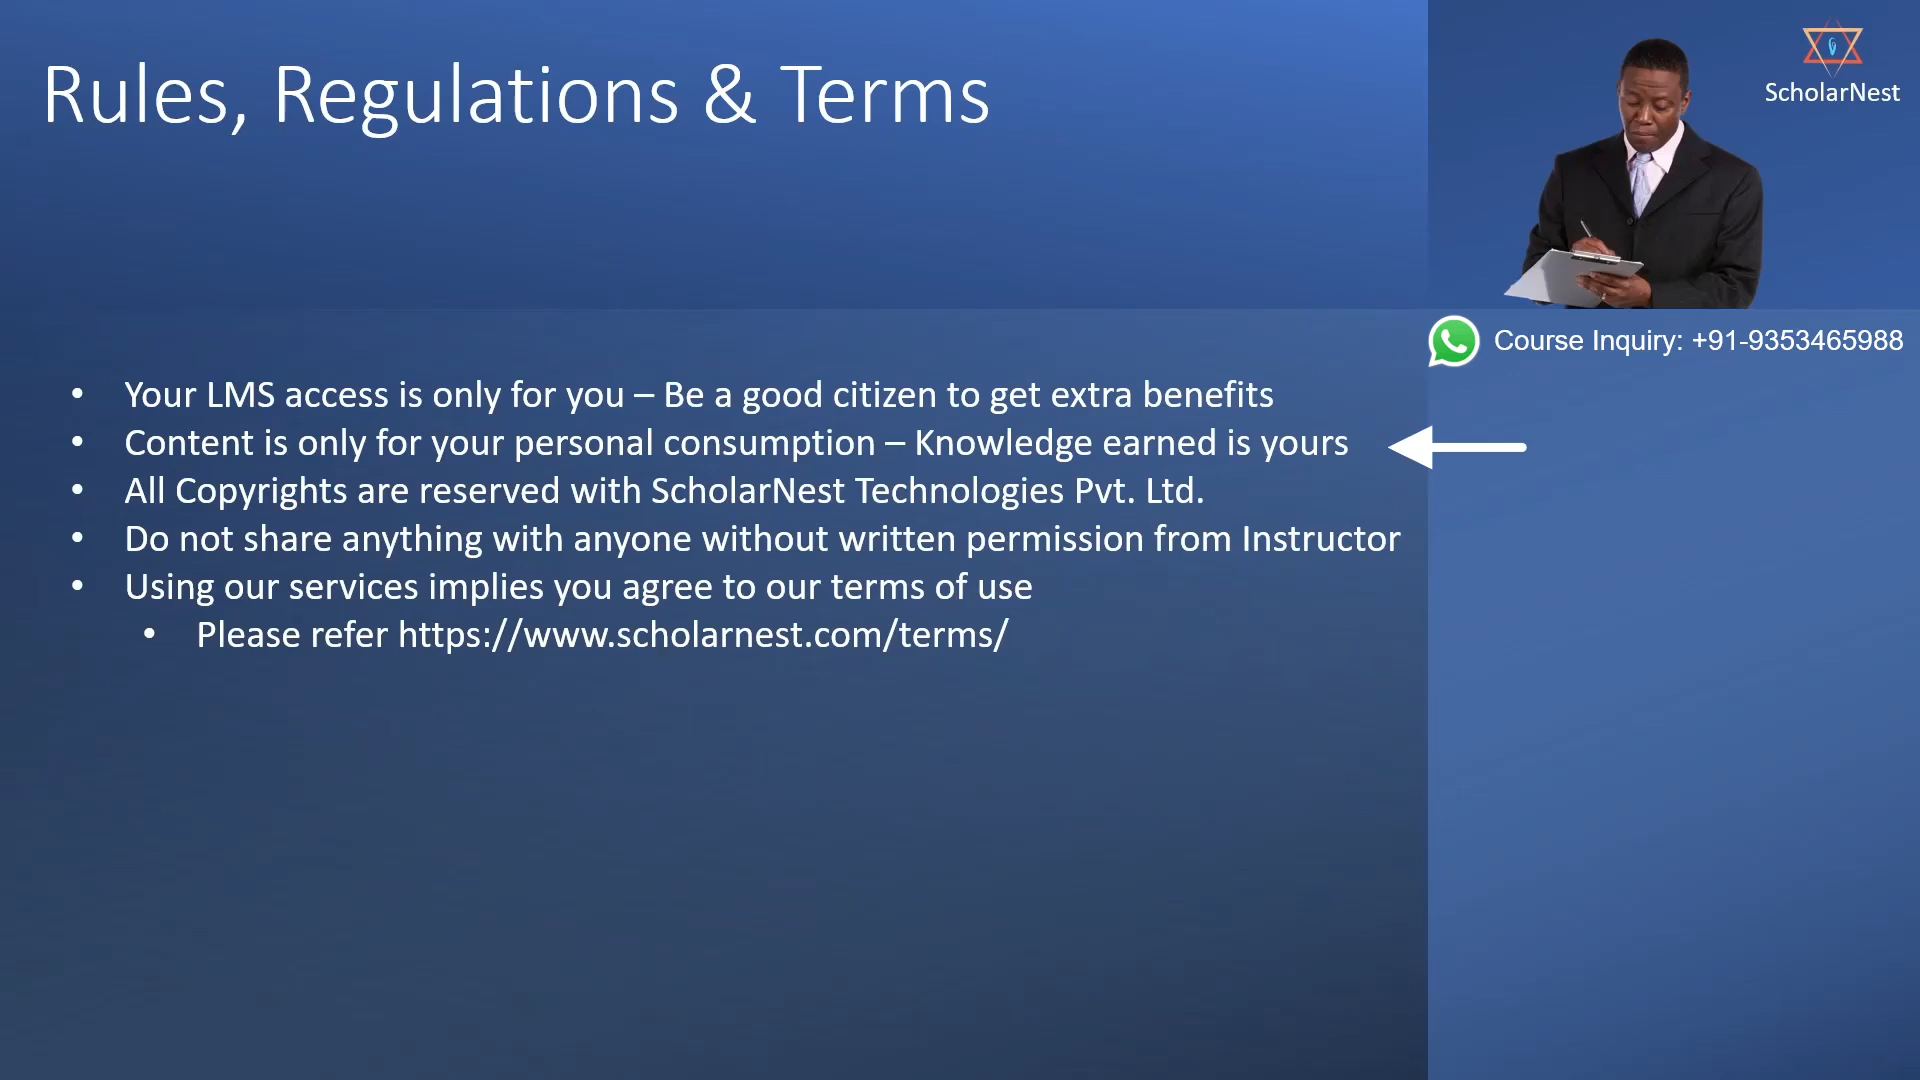 Rules, Regulations & Terms
ScholarNest
Course Inquiry: +91-9353465988
• Your LMS access is only for you – Be a good citizen to get extra benefits
• Content is only for your personal consumption – Knowledge earned is yours
• All Copyrights are reserved with ScholarNest Technologies Pvt. Ltd.
• Do not share anything with anyone without written permission from Instructor
• Using our services implies you agree to our terms of use
• Please refer https://www.scholarnest.com/terms/